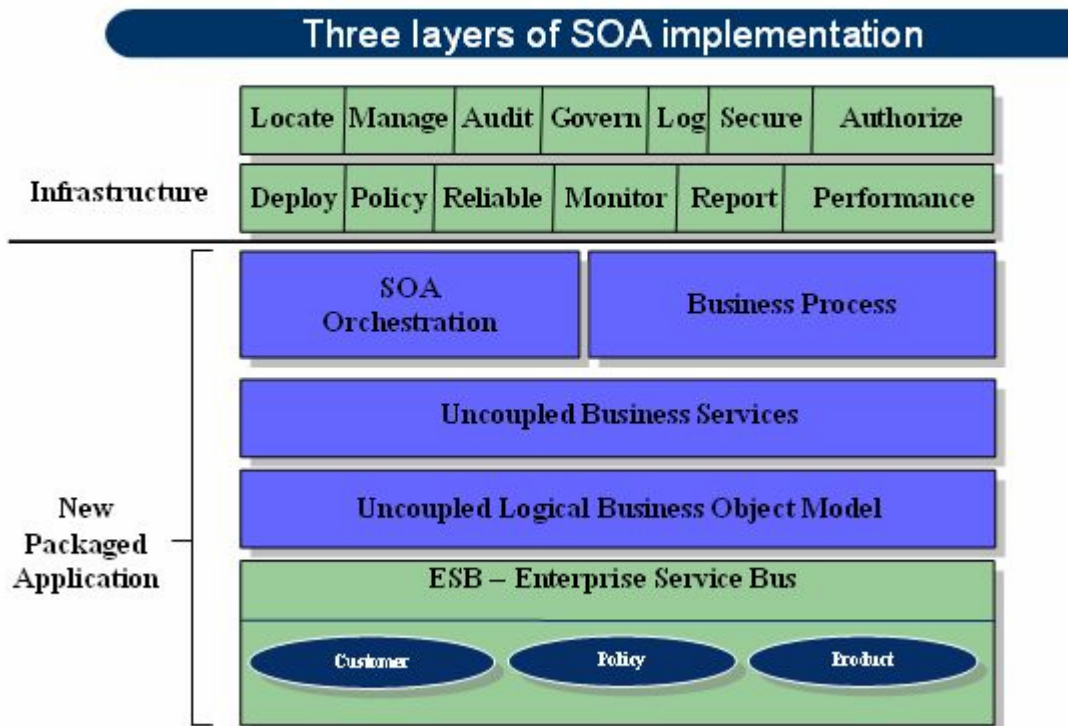 Three layers of SOA implementation
Locate Manage Audit Govern Log Secure Authorize
Infrastructure
Deploy Policy Reliable Monitor Report Performance
SOA
Orchestration
Business Process
Uncoupled Business Services
Uncoupled Logical Business Object Model
New
Packaged
Application
ESB – Enterprise Service Bus
Customer Policy Product